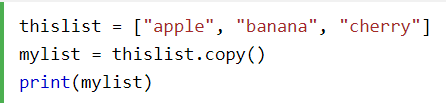 thislist = ["apple", "banana", "cherry"]
mylist = thislist.copy()
print(mylist)